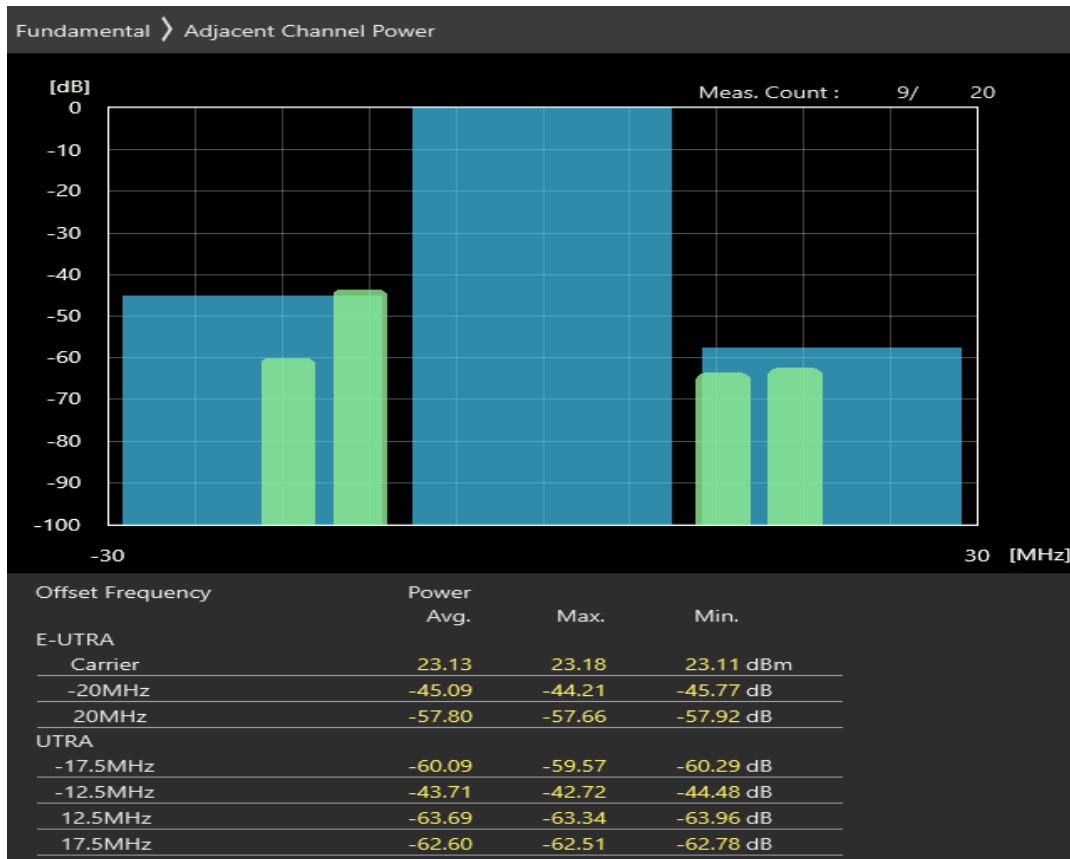 Fundamental 〉 Adjacent Channel Power
[dB]
Meas. Count : 9/ 20
0
-10
-20
-30
-40
-50
-60
-70
-80
-90
-100
-30 30 [MHz]
Offset Frequency Power
Avg. Max. Min.
E-UTRA
Carrier 23.13 23.18 23.11 dBm
-20MHz -45.09 -44.21 -45.77 dB
20MHz -57.80 -57.66 -57.92 dB
UTRA
-17.5MHz -60.09 -59.57 -60.29 dB
-12.5MHz -43.71 -42.72 -44.48 dB
12.5MHz -63.69 -63.34 -63.96 dB
17.5MHz -62.60 -62.51 -62.78 dB